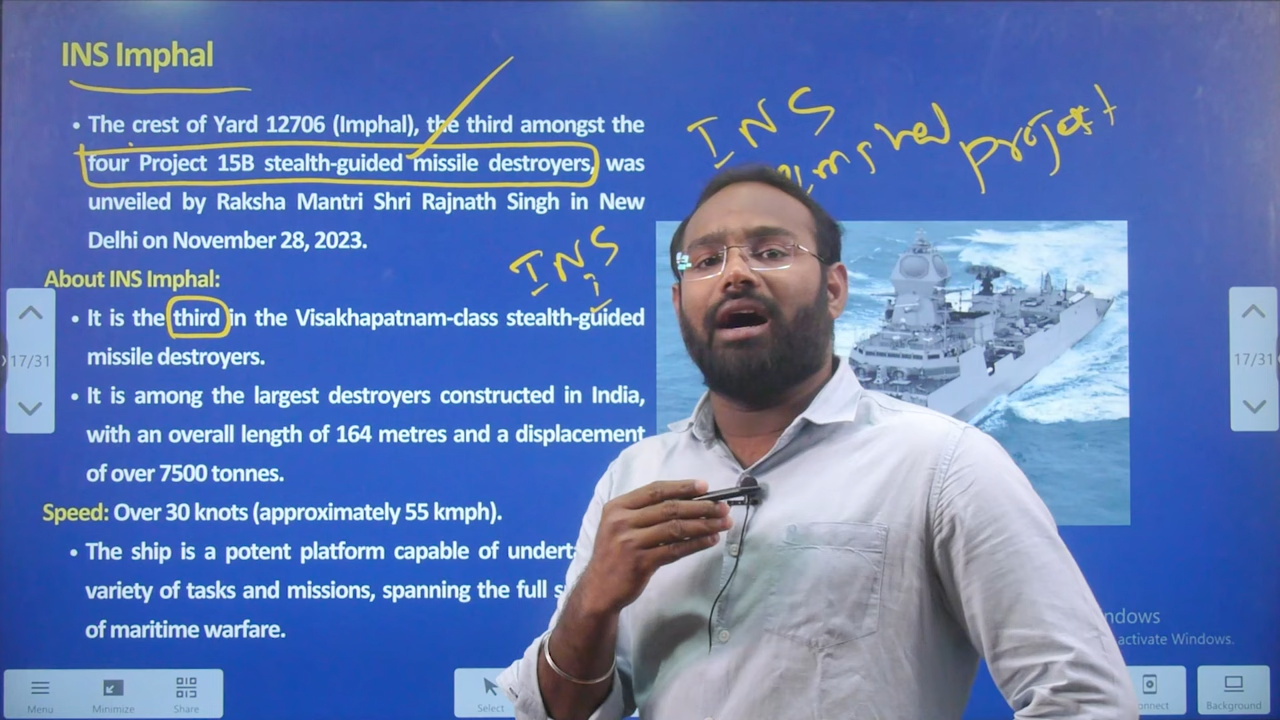 INS Imphal
• The crest of Yard 12706 (Imphal), the third amongst the
four Project 15B stealth-guided missile destroyers, was
unveiled by Raksha Mantri Shri Rajnath Singh in New
Delhi on November 28, 2023.
About INS Imphal:
• It is the third in the Visakhapatnam-class stealth-guided
missile destroyers.
• It is among the largest destroyers constructed in India,
with an overall length of 164 metres and a displacement
of over 7500 tonnes.
Speed: Over 30 knots (approximately 55 kmph).
• The ship is a potent platform capable of
variety of tasks and missions, spanning the full
of maritime warfare.
INS
project
INS
17/31
17/31
activate Windows.
Menu
Minimize
Share
Select
Background